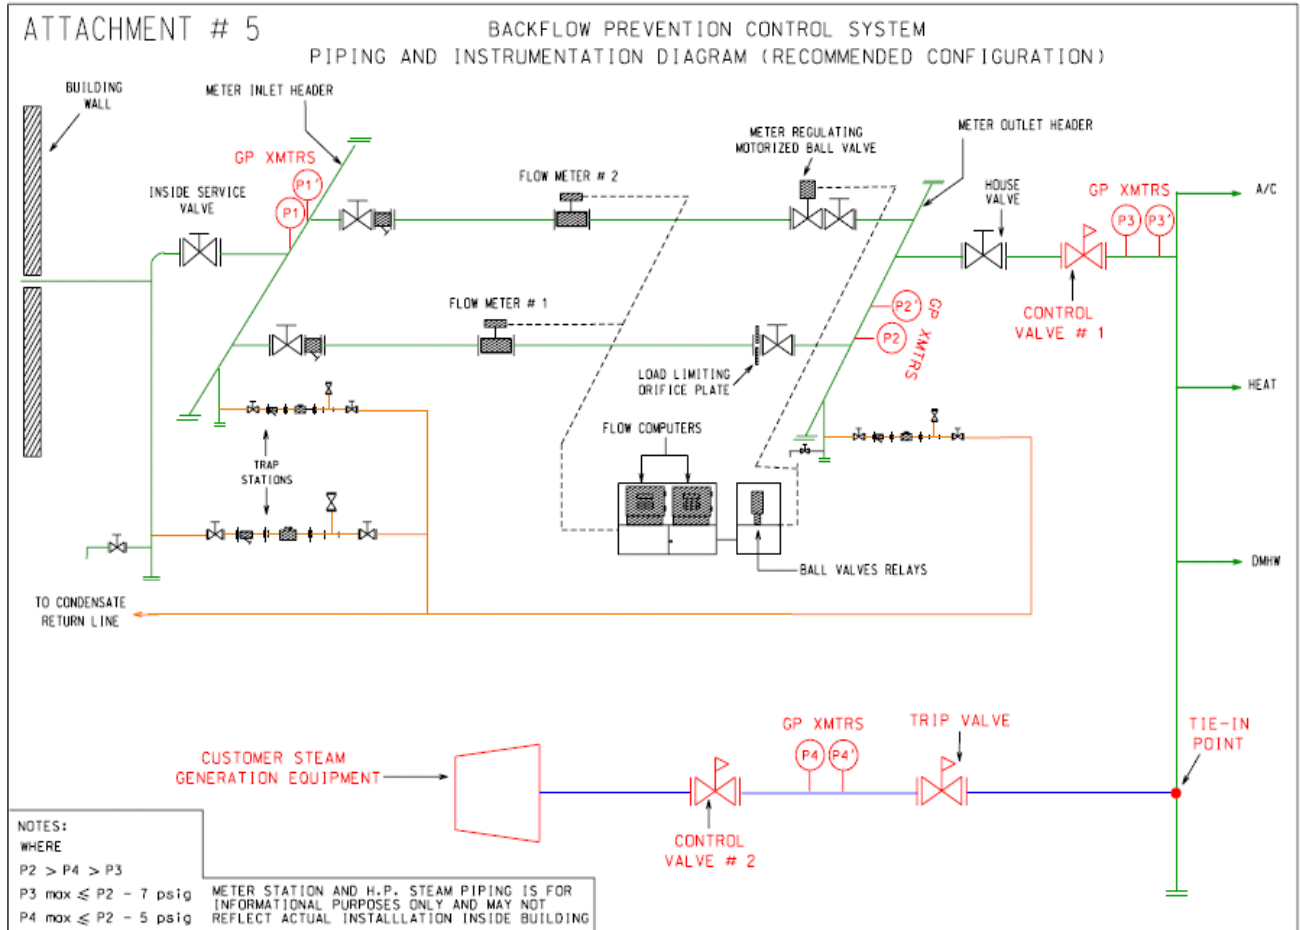 ATTACHMENT # 5
BACKFLOW PREVENTION CONTROL SYSTEM
PIPING AND INSTRUMENTATION DIAGRAM (RECOMMENDED CONFIGURATION)
BUILDING
WALL
METER INLET HEADER
GP XMTRS
P1'
P1
INSIDE SERVICE
VALVE
FLOW METER # 2
METER REGULATING
MOTORIZED BALL VALVE
METER OUTLET HEADER
HOUSE
VALVE
GP XMTRS
P3
P3'
A/C
CONTROL
VALVE # 1
FLOW METER # 1
P2'
P2
GP XMTRS
LOAD LIMITING
ORIFICE PLATE
HEAT
FLOW COMPUTERS
TRAP
STATIONS
BALL VALVES RELAYS
DMHW
TO CONDENSATE
RETURN LINE
CUSTOMER STEAM
GENERATION EQUIPMENT
GP XMTRS
P4
P4'
TRIP VALVE
TIE-IN
POINT
CONTROL
VALVE # 2
NOTES:
WHERE
P2 > P4 > P3
P3 max ≤ P2 - 7 psig
P4 max ≤ P2 - 5 psig
METER STATION AND H.P. STEAM PIPING IS FOR
INFORMATIONAL PURPOSES ONLY AND MAY NOT
REFLECT ACTUAL INSTALLLATION INSIDE BUILDING